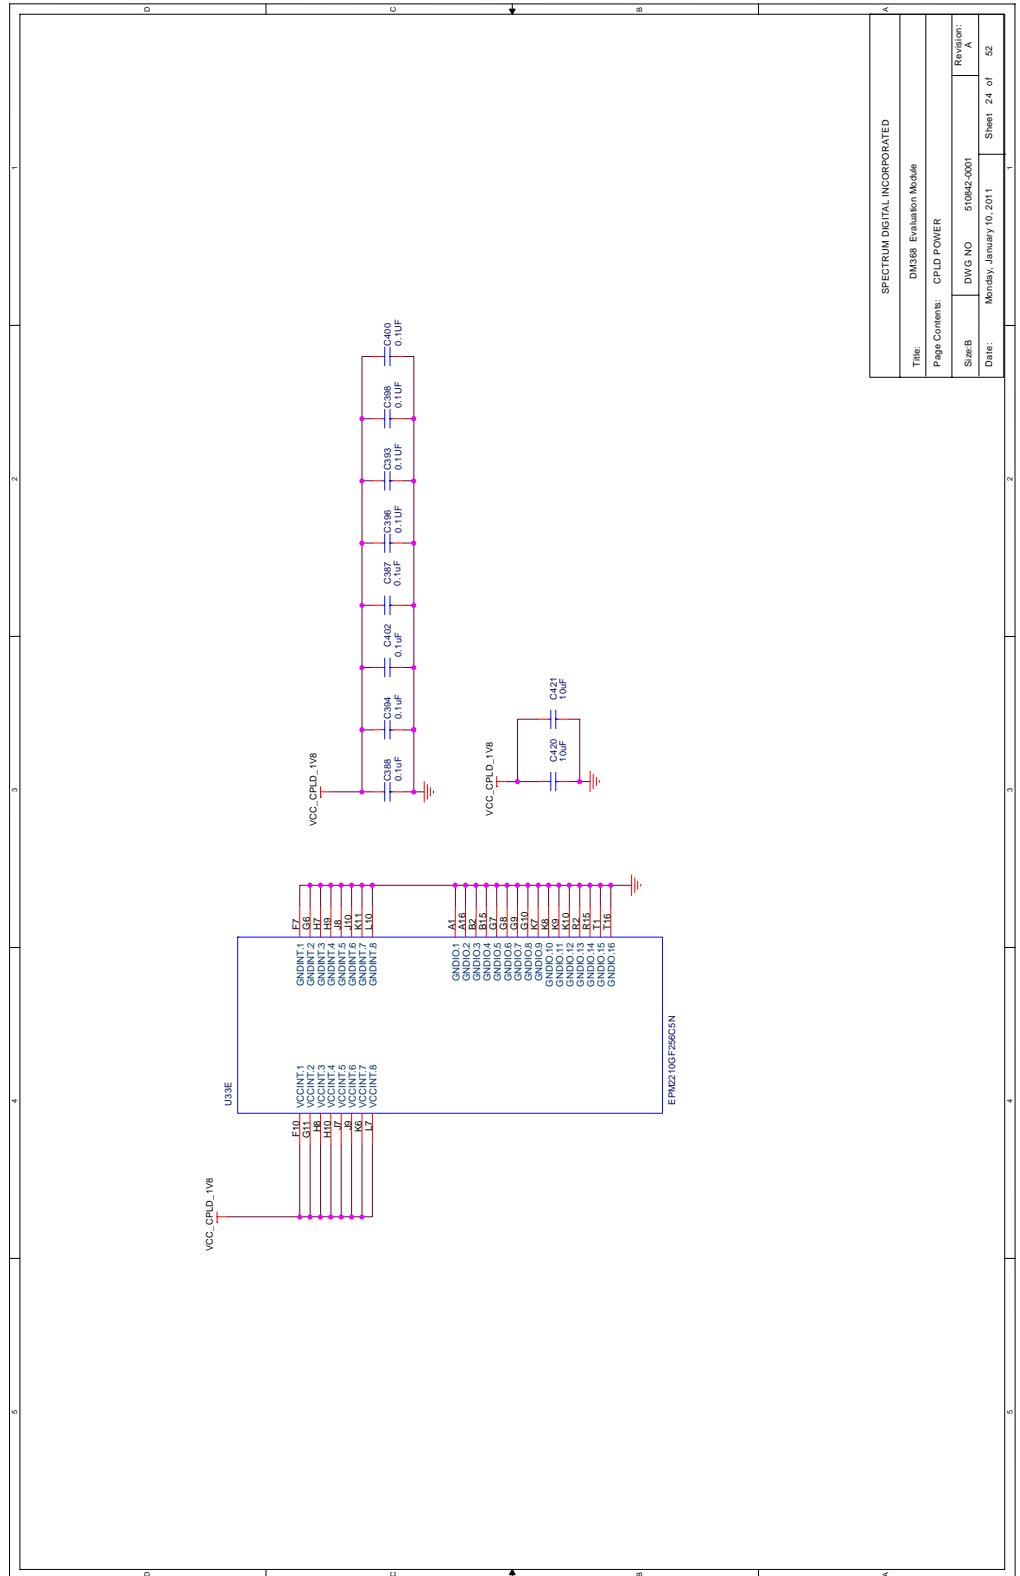 5
4
3
2
1
D
C
B
A
VCC_CPLD_1V8
U33E
F10 VCCINT.1
G11 VCCINT.2
H8 VCCINT.3
H10 VCCINT.4
J7 VCCINT.5
J9 VCCINT.6
K6 VCCINT.7
L7 VCCINT.8
GNDINT.1 F7
GNDINT.2 G6
GNDINT.3 H7
GNDINT.4 H9
GNDINT.5 J8
GNDINT.6 J10
GNDINT.7 K11
GNDINT.8 L10
GNDIO.1 A1
GNDIO.2 A16
GNDIO.3 B2
GNDIO.4 B15
GNDIO.5 G7
GNDIO.6 G8
GNDIO.7 G9
GNDIO.8 G10
GNDIO.9 K7
GNDIO.10 K8
GNDIO.11 K9
GNDIO.12 K10
GNDIO.13 R2
GNDIO.14 R15
GNDIO.15 T1
GNDIO.16 T16
EPM2210GF256C5N
VCC_CPLD_1V8
C388
0.1uF
C394
0.1uF
C402
0.1uF
C387
0.1uF
C396
0.1UF
C393
0.1UF
C398
0.1UF
C400
0.1UF
VCC_CPLD_1V8
C420
10uF
C421
10uF
SPECTRUM DIGITAL INCORPORATED
Title: DM368 Evaluation Module
Page Contents: CPLD POWER
Size:B DWG NO 510842-0001 Revision: A
Date: Monday, January 10, 2011 Sheet 24 of 52
D
C
B
A
5
4
3
2
1